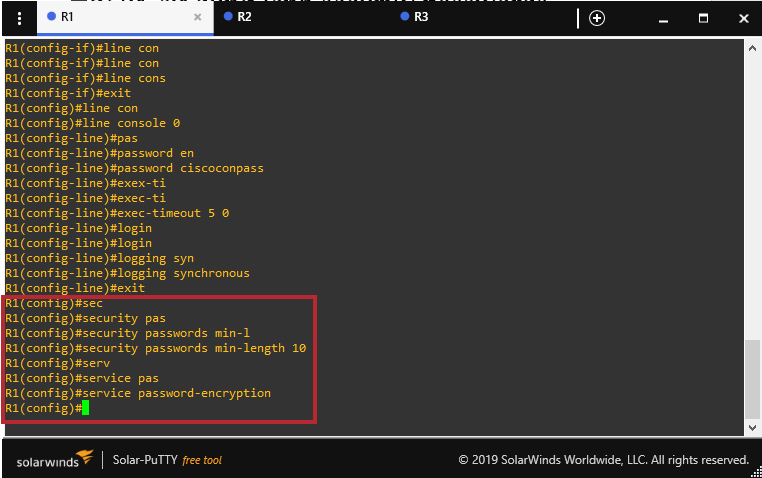 R1 × R2 R3
R1(config-if)#line con
R1(config-if)#line con
R1(config-if)#line cons
R1(config-if)#exit
R1(config)#line con
R1(config)#line console 0
R1(config-line)#pas
R1(config-line)#password en
R1(config-line)#password ciscoconpass
R1(config-line)#exex-ti
R1(config-line)#exec-ti
R1(config-line)#exec-timeout 5 0
R1(config-line)#login
R1(config-line)#login
R1(config-line)#logging syn
R1(config-line)#logging synchronous
R1(config-line)#exit
R1(config)#sec
R1(config)#security pas
R1(config)#security passwords min-l
R1(config)#security passwords min-length 10
R1(config)#serv
R1(config)#service pas
R1(config)#service password-encryption
R1(config)#
solarwinds Solar-PuTTY free tool © 2019 SolarWinds Worldwide, LLC. All rights reserved.